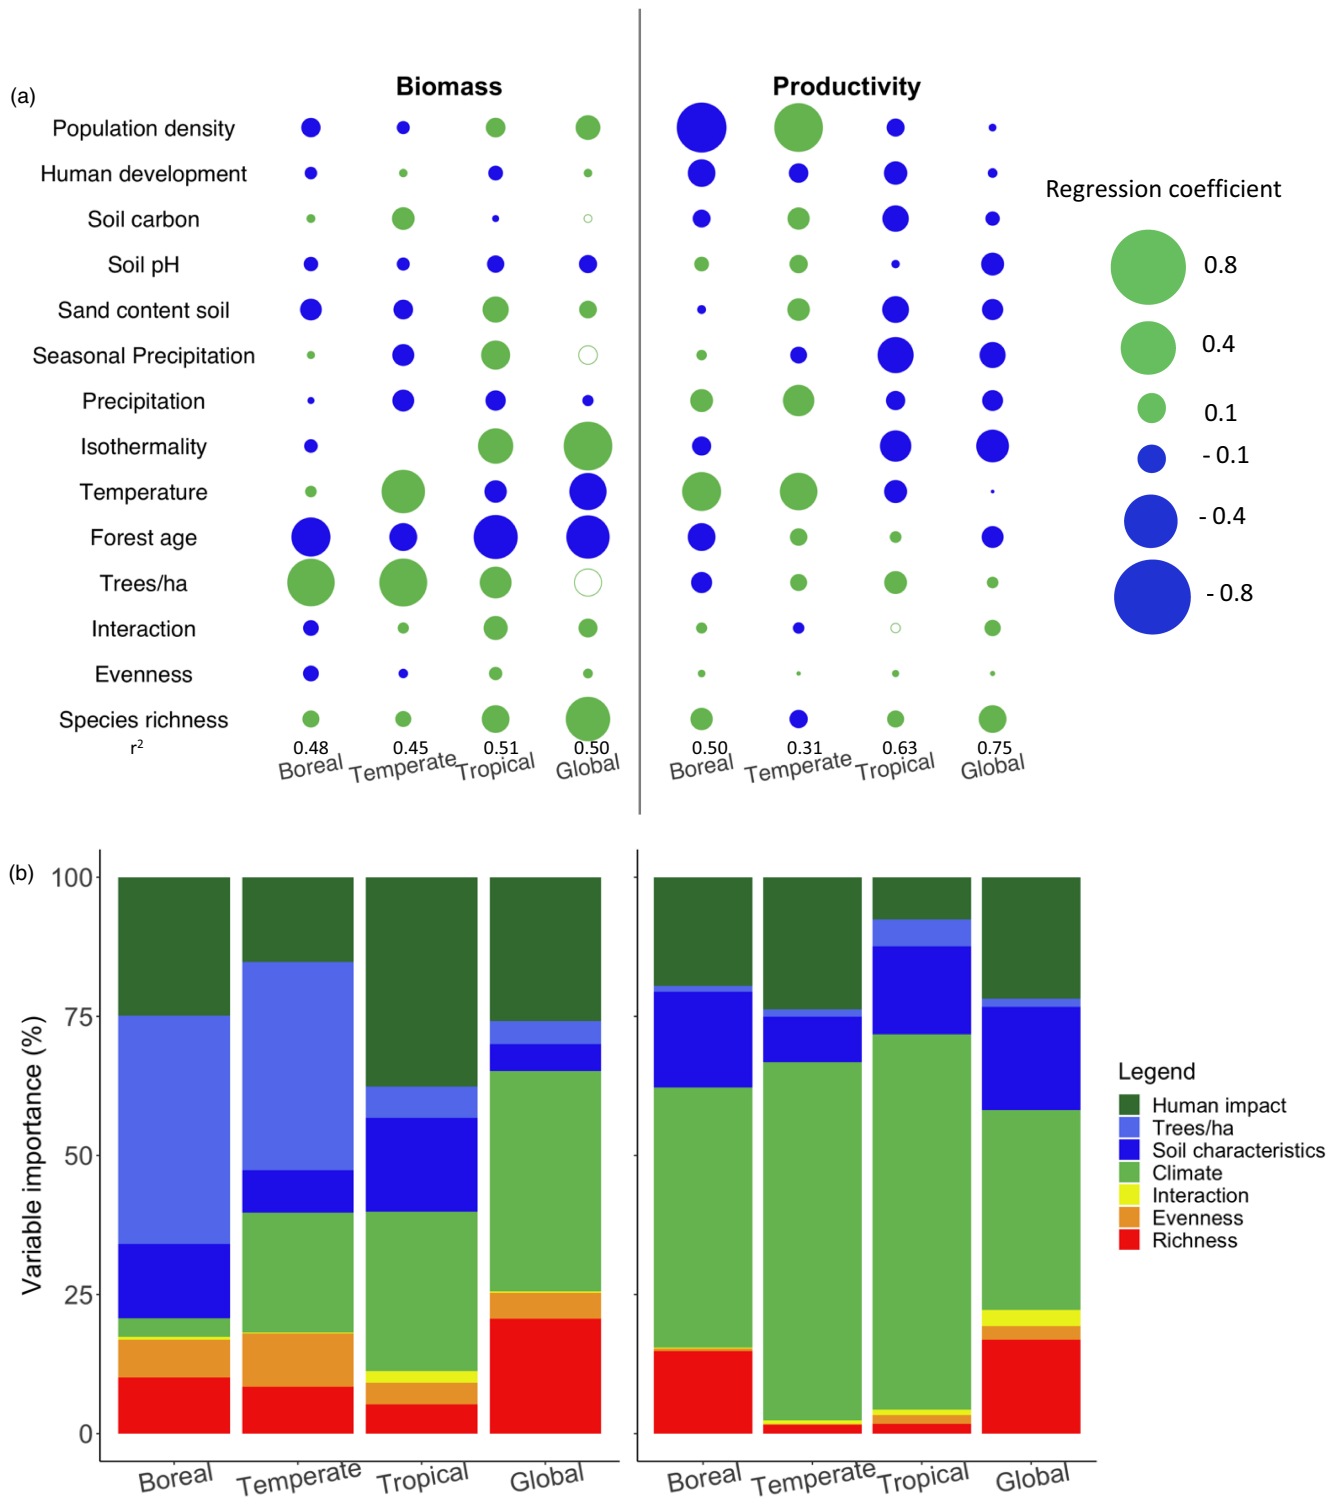 (a)
Biomass
Productivity
Population density
Human development
Soil carbon
Soil pH
Sand content soil
Seasonal Precipitation
Precipitation
Isothermality
Temperature
Forest age
Trees/ha
Interaction
Evenness
Species richness
r2 0.48 0.45 0.51 0.50 0.50 0.31 0.63 0.75
Boreal Temperate Tropical Global Boreal Temperate Tropical Global
Regression coefficient
0.8
0.4
0.1
- 0.1
- 0.4
- 0.8
(b)
Variable importance (%)
100
75
50
25
0
Boreal Temperate Tropical Global Boreal Temperate Tropical Global
Legend
Human impact
Trees/ha
Soil characteristics
Climate
Interaction
Evenness
Richness